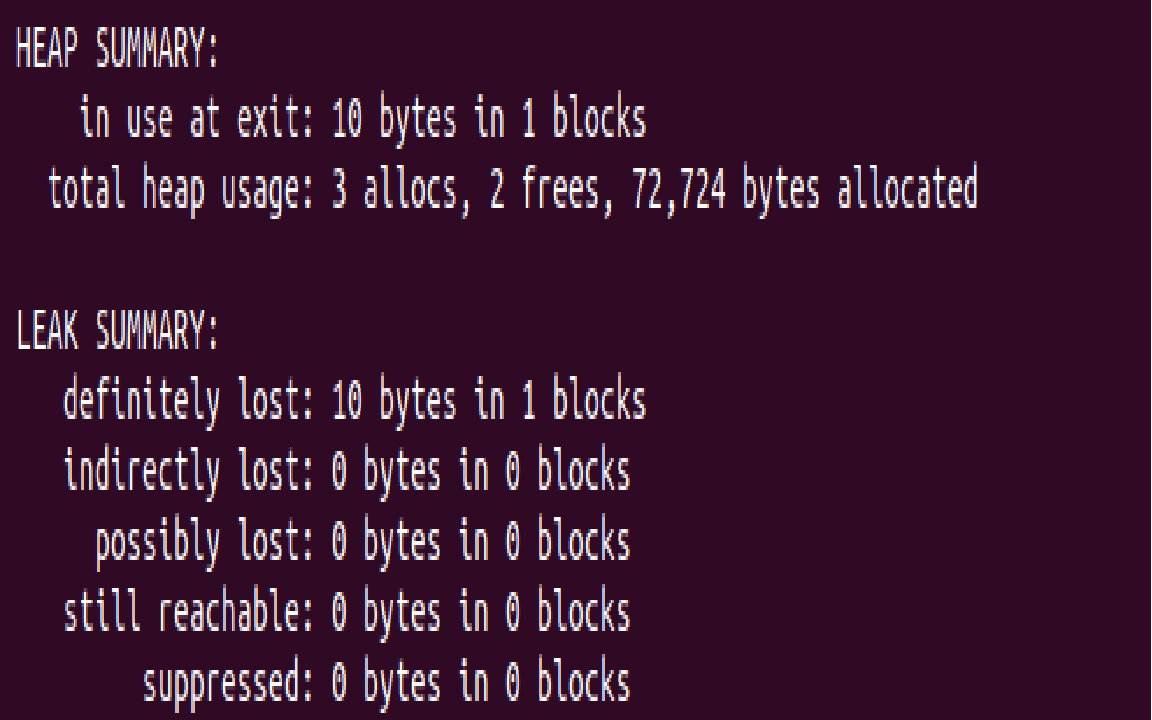 HEAP SUMMARY:
in use at exit: 10 bytes in 1 blocks
total heap usage: 3 allocs, 2 frees, 72,724 bytes allocated
LEAK SUMMARY:
definitely lost: 10 bytes in 1 blocks
indirectly lost: 0 bytes in 0 blocks
possibly lost: 0 bytes in 0 blocks
still reachable: 0 bytes in 0 blocks
suppressed: 0 bytes in 0 blocks